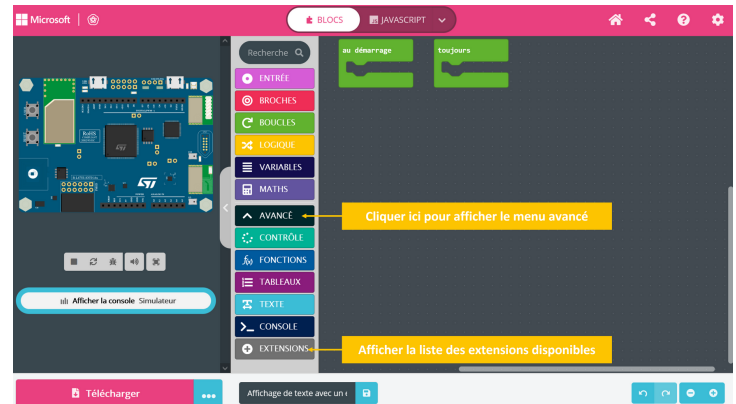 Microsoft
BLOCS
JAVASCRIPT
Recherche
au démarrage
toujours
ENTRÉE
BROCHES
BOUCLES
LOGIQUE
VARIABLES
MATHS
AVANCÉ
Cliquer ici pour afficher le menu avancé
CONTRÔLE
FONCTIONS
TABLEAUX
TEXTE
CONSOLE
EXTENSIONS
Afficher la liste des extensions disponibles
RoHS
Afficher la console Simulateur
Télécharger
Affichage de texte avec un